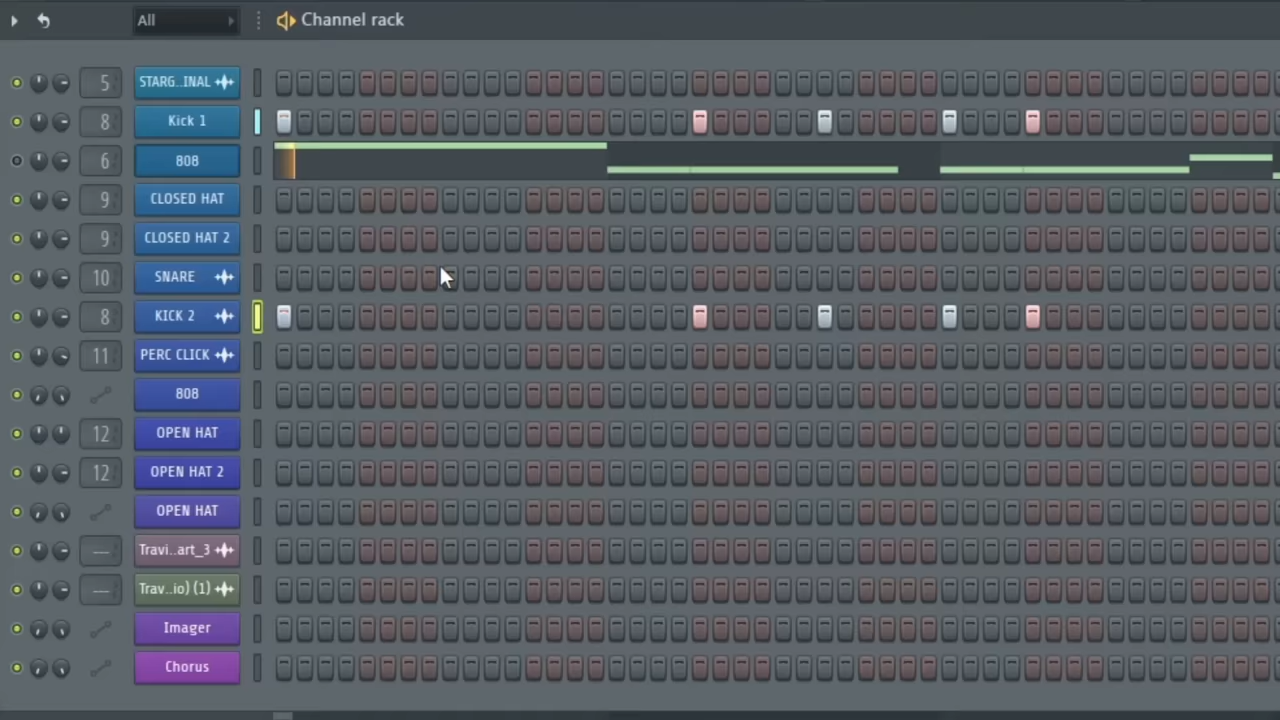 All
Channel rack
5 STARG..INAL
8 Kick 1
6 808
9 CLOSED HAT
9 CLOSED HAT 2
10 SNARE
8 KICK 2
11 PERC CLICK
808
12 OPEN HAT
12 OPEN HAT 2
OPEN HAT
--- Travi..art_3
--- Trav..io) (1)
Imager
Chorus